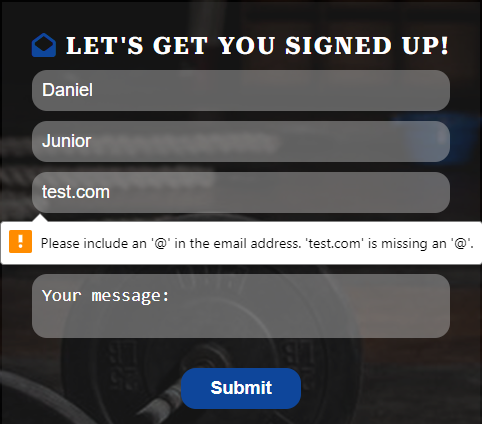 LET'S GET YOU SIGNED UP!
Daniel
Junior
test.com
Please include an '@' in the email address. 'test.com' is missing an '@'.
Your message:
Submit